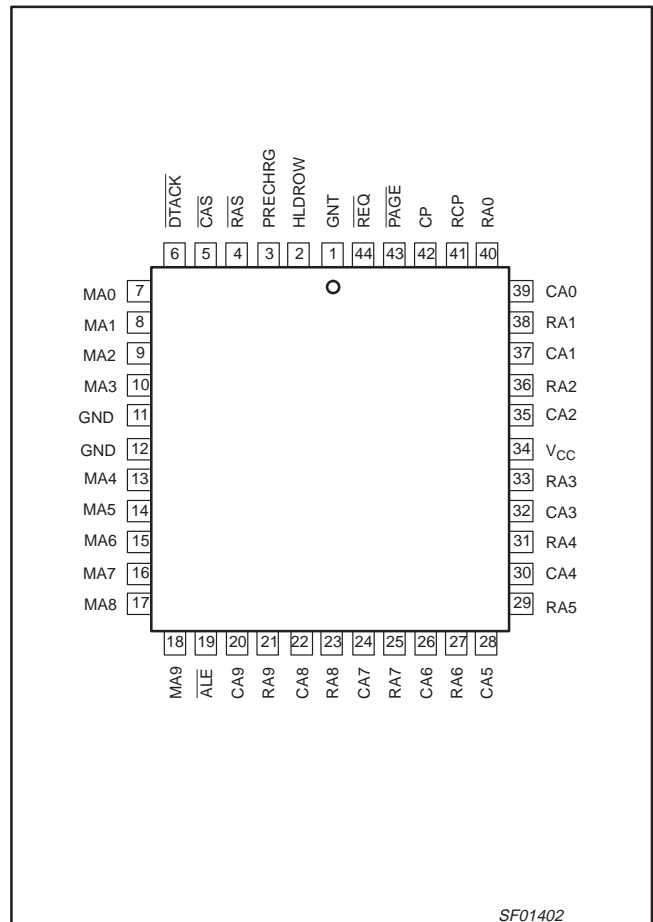 DTACK CAS RAS PRECHRG HLDROW GNT REQ PAGE CP RCP RA0
6 5 4 3 2 1 44 43 42 41 40
MA0 7 39 CA0
MA1 8 38 RA1
MA2 9 37 CA1
MA3 10 36 RA2
GND 11 35 CA2
GND 12 34 VCC
MA4 13 33 RA3
MA5 14 32 CA3
MA6 15 31 RA4
MA7 16 30 CA4
MA8 17 29 RA5
18 19 20 21 22 23 24 25 26 27 28
MA9 ALE CA9 RA9 CA8 RA8 CA7 RA7 CA6 RA6 CA5
SF01402